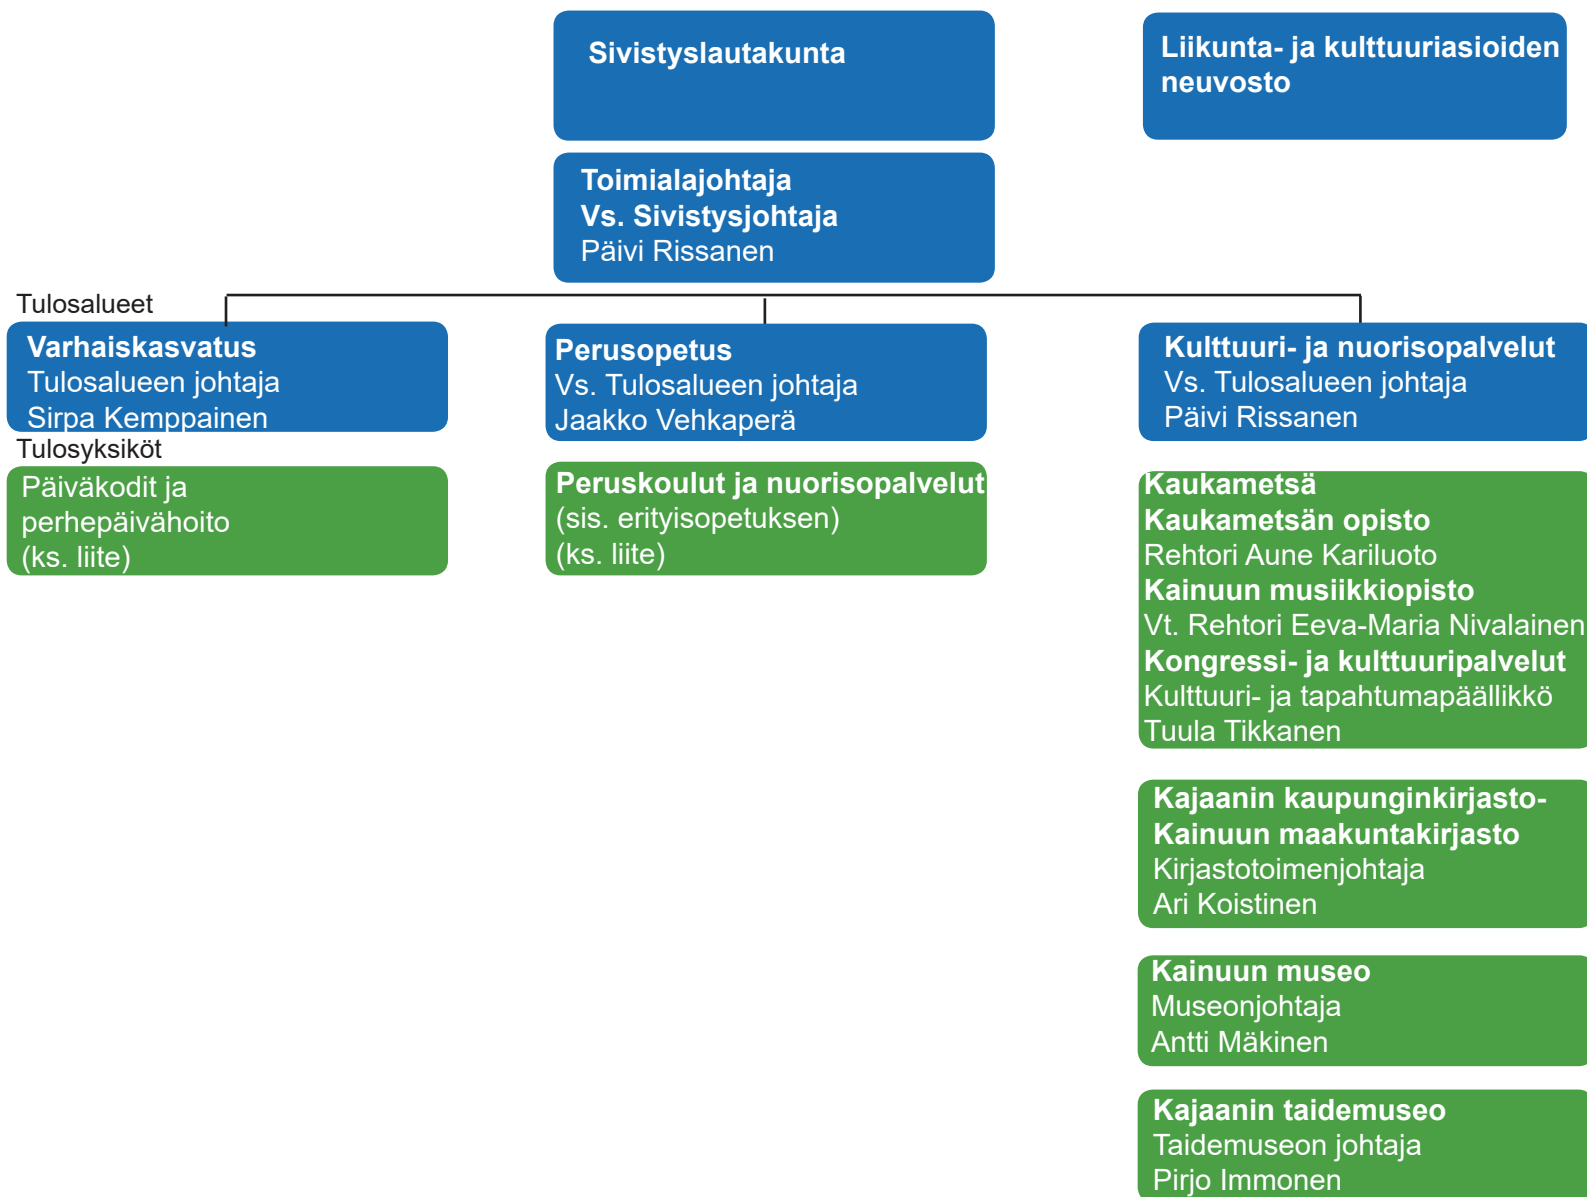 Sivistyslautakunta
Liikunta- ja kulttuuriasioiden
neuvosto
Toimialajohtaja
Vs. Sivistysjohtaja
Päivi Rissanen
Tulosalueet
Varhaiskasvatus
Tulosalueen johtaja
Sirpa Kemppainen
Perusopetus
Vs. Tulosalueen johtaja
Jaakko Vehkaperä
Kulttuuri- ja nuorisopalvelut
Vs. Tulosalueen johtaja
Päivi Rissanen
Tulosyksiköt
Päiväkodit ja
perhepäivähoito
(ks. liite)
Peruskoulut ja nuorisopalvelut
(sis. erityisopetuksen)
(ks. liite)
Kaukametsä
Kaukametsän opisto
Rehtori Aune Kariluoto
Kainuun musiikkiopisto
Vt. Rehtori Eeva-Maria Nivalainen
Kongressi- ja kulttuuripalvelut
Kulttuuri- ja tapahtumapäällikkö
Tuula Tikkanen
Kajaanin kaupunginkirjasto-
Kainuun maakuntakirjasto
Kirjastotoimenjohtaja
Ari Koistinen
Kainuun museo
Museonjohtaja
Antti Mäkinen
Kajaanin taidemuseo
Taidemuseon johtaja
Pirjo Immonen